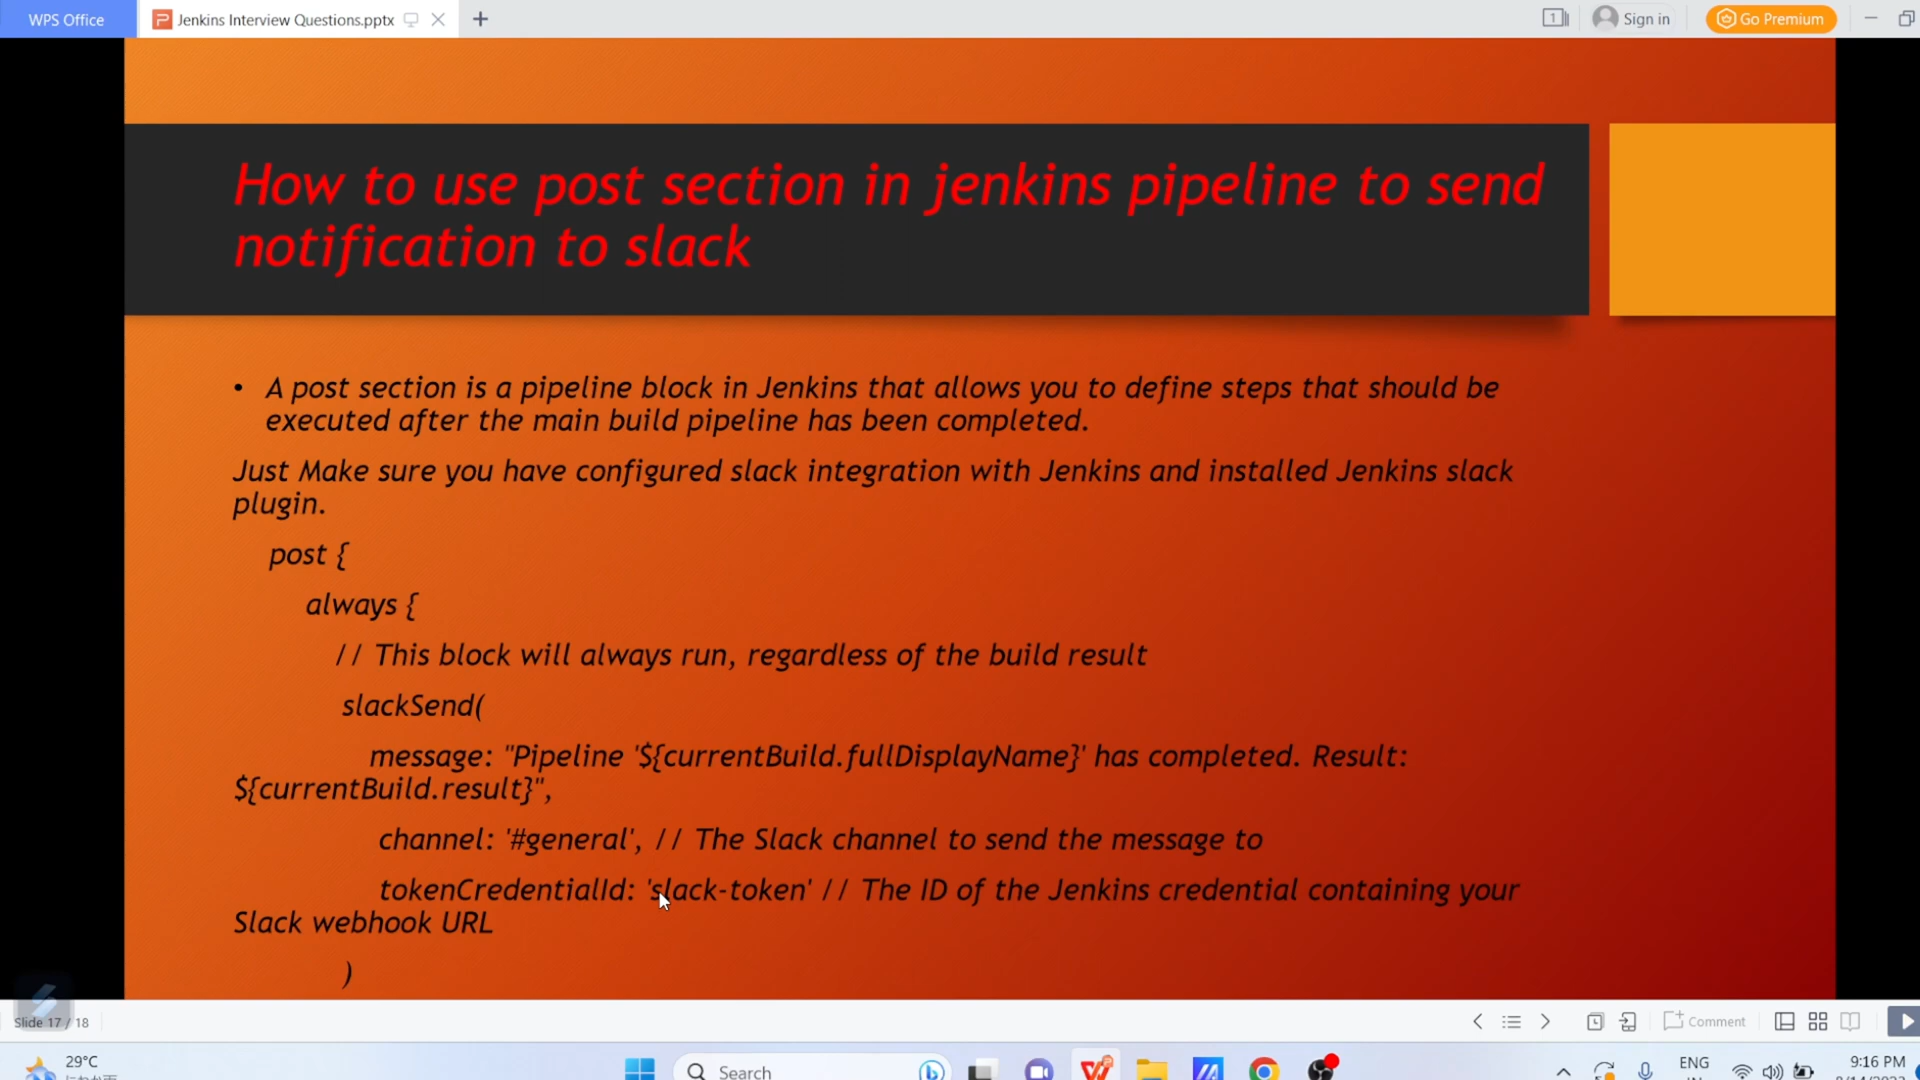 WPS Office
Jenkins Interview Questions.pptx
Sign in
Go Premium
How to use post section in jenkins pipeline to send
notification to slack
• A post section is a pipeline block in Jenkins that allows you to define steps that should be
executed after the main build pipeline has been completed.
Just Make sure you have configured slack integration with Jenkins and installed Jenkins slack
plugin.
post {
always {
// This block will always run, regardless of the build result
slackSend(
message: "Pipeline '${currentBuild.fullDisplayName}' has completed. Result:
${currentBuild.result}",
channel: '#general', // The Slack channel to send the message to
tokenCredentialId: 'slack-token' // The ID of the Jenkins credential containing your
Slack webhook URL
)
Slide 17 / 18
Comment
29°C
Search
ENG
9:16 PM